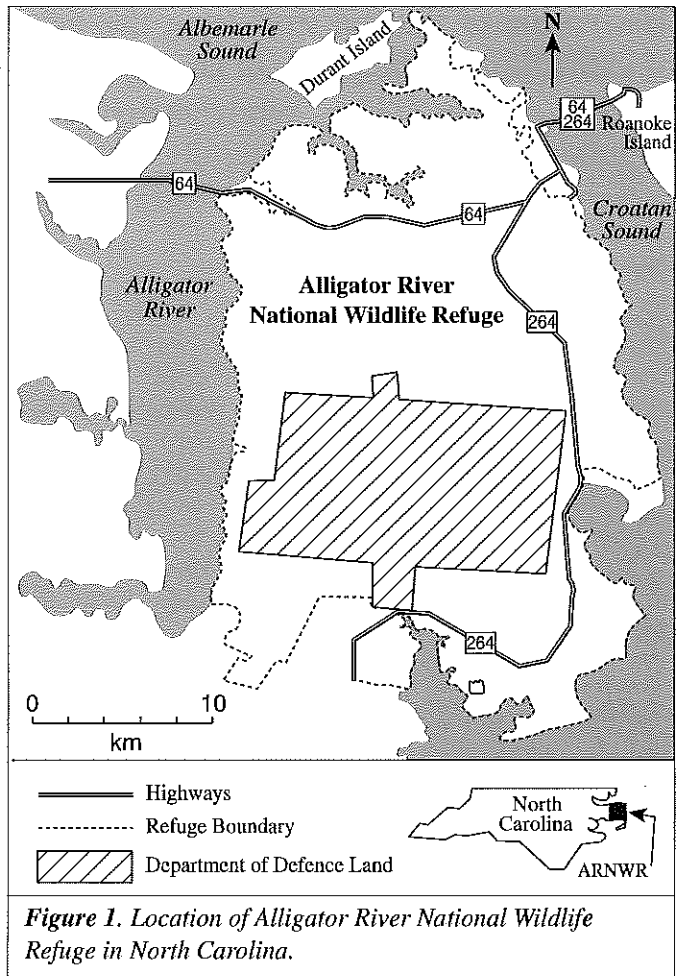 Albemarle
Sound
Durant Island
N
64
264
Roanoke
Island
64
64
Croatan
Sound
Alligator
River
Alligator River
National Wildlife Refuge
264
264
0 10
km
Highways
Refuge Boundary
Department of Defence Land
North
Carolina
ARNWR
Figure 1. Location of Alligator River National Wildlife
Refuge in North Carolina.